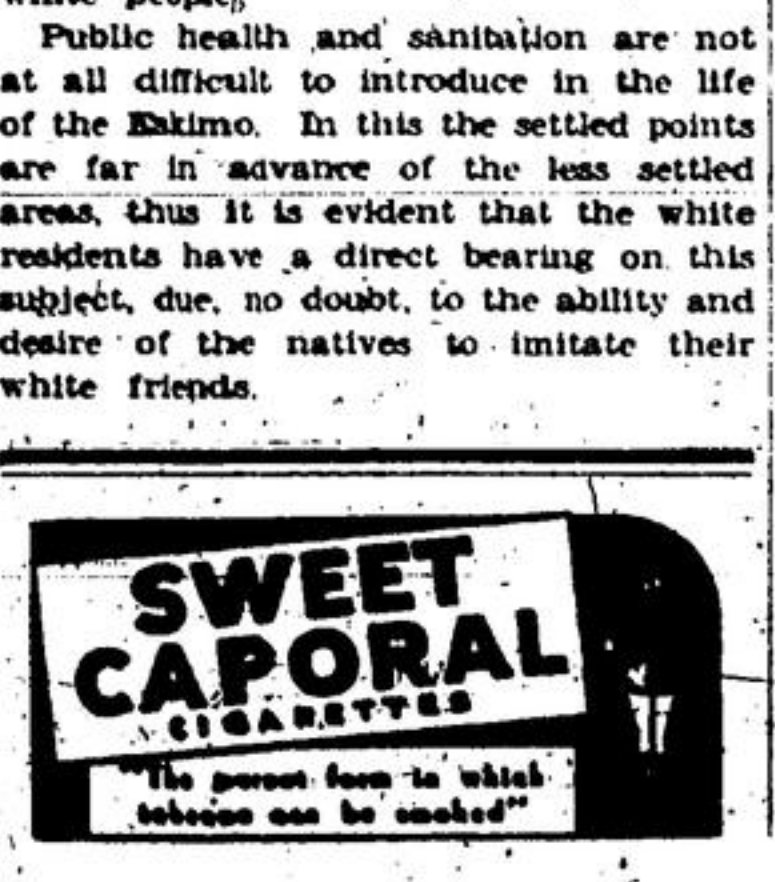 white people,
Public health and sanitation are not
at all difficult to introduce in the life
of the Eskimo. In this the settled points
are far in advance of the less settled
areas, thus it is evident that the white
residents have a direct bearing on this
subject, due, no doubt, to the ability and
desire of the natives to imitate their
white friends.
SWEET
CAPORAL
CIGARETTES
"The purest form in which
tobacco can be smoked"